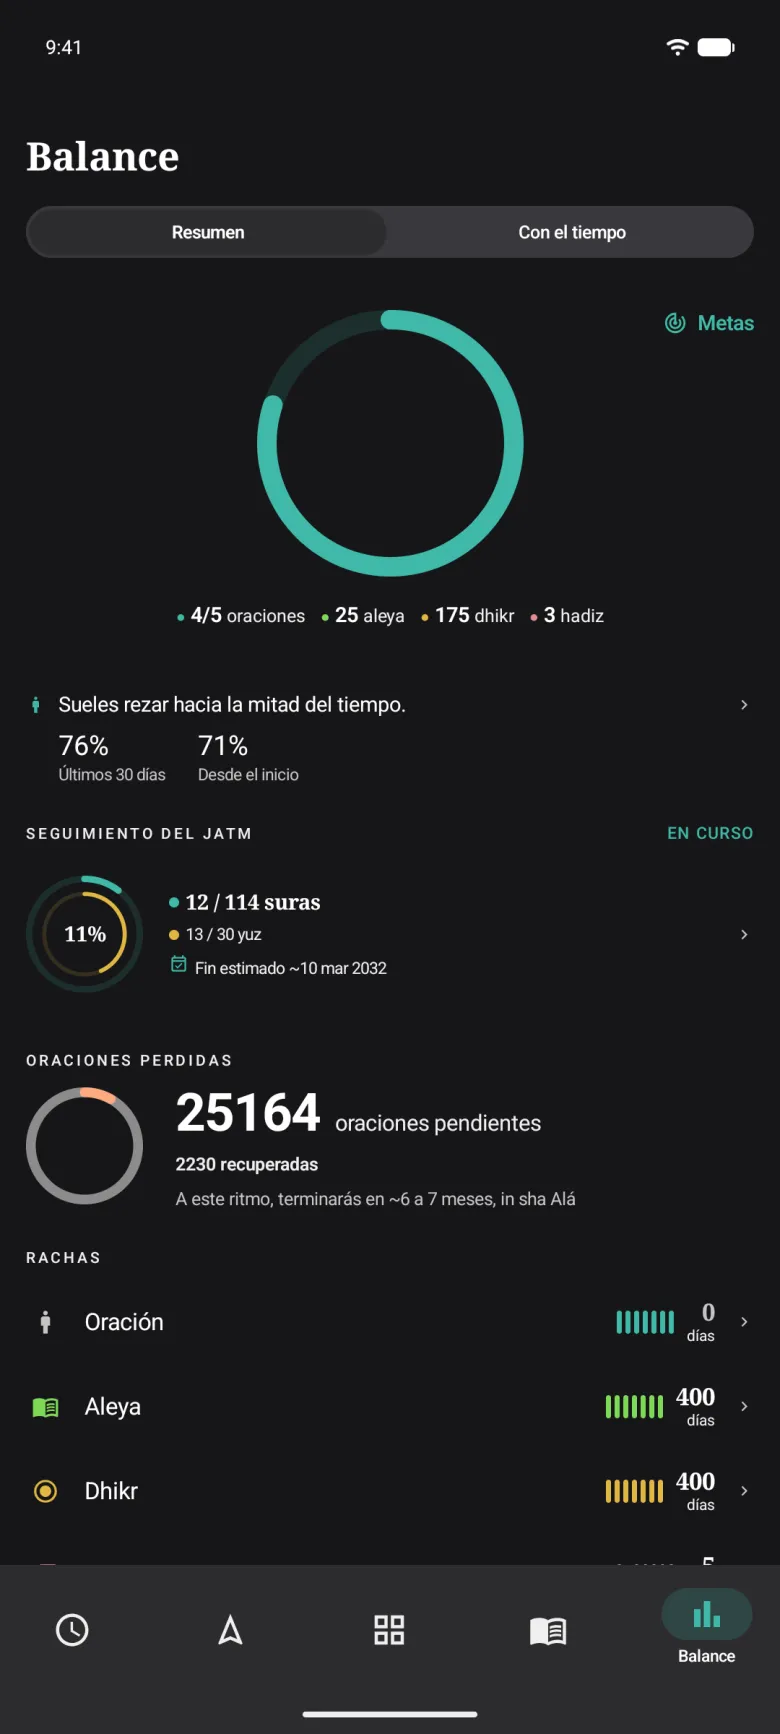 9:41
Balance
Resumen
Con el tiempo
Metas
4/5 oraciones 25 aleya 175 dhikr 3 hadiz
Sueles rezar hacia la mitad del tiempo.
76% 71%
Últimos 30 días Desde el inicio
SEGUIMIENTO DEL JATM EN CURSO
12 / 114 suras
11%
13 / 30 yuz
Fin estimado ~10 mar 2032
ORACIONES PERDIDAS
25164 oraciones pendientes
2230 recuperadas
A este ritmo, terminarás en ~6 a 7 meses, in sha Alá
RACHAS
Oración 0 días
Aleya 400 días
Dhikr 400 días
Balance